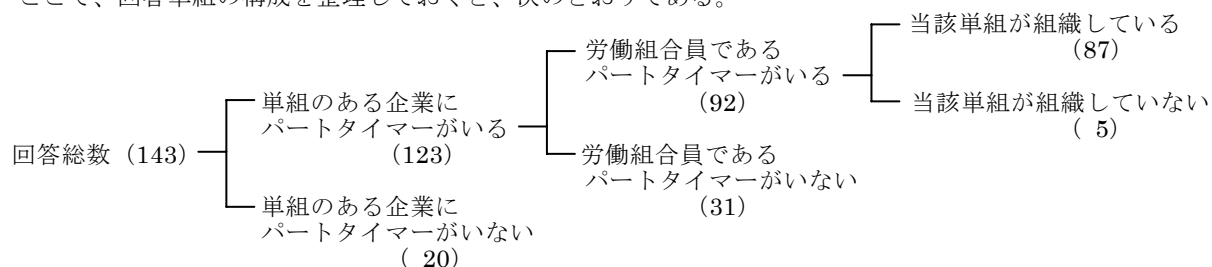 ここで、回答単組の構成を整理しておくと、次のとおりである。
当該単組が組織している
(87)
労働組合員である
パートタイマーがいる
(92)
当該単組が組織していない
( 5)
単組のある企業に
パートタイマーがいる
(123)
回答総数（143）
労働組合員である
パートタイマーがいない
(31)
単組のある企業に
パートタイマーがいない
( 20)